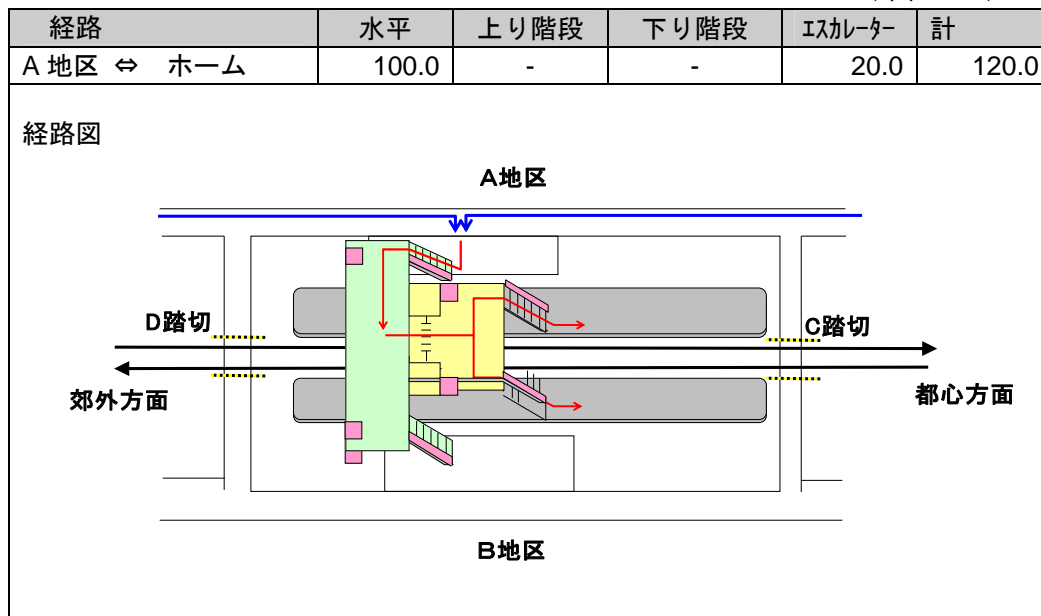 経路 水平 上り階段 下り階段 エスカレーター 計
A 地区 ⇔ ホーム 100.0 - - 20.0 120.0
経路図
A地区
D踏切
C踏切
郊外方面
都心方面
B地区